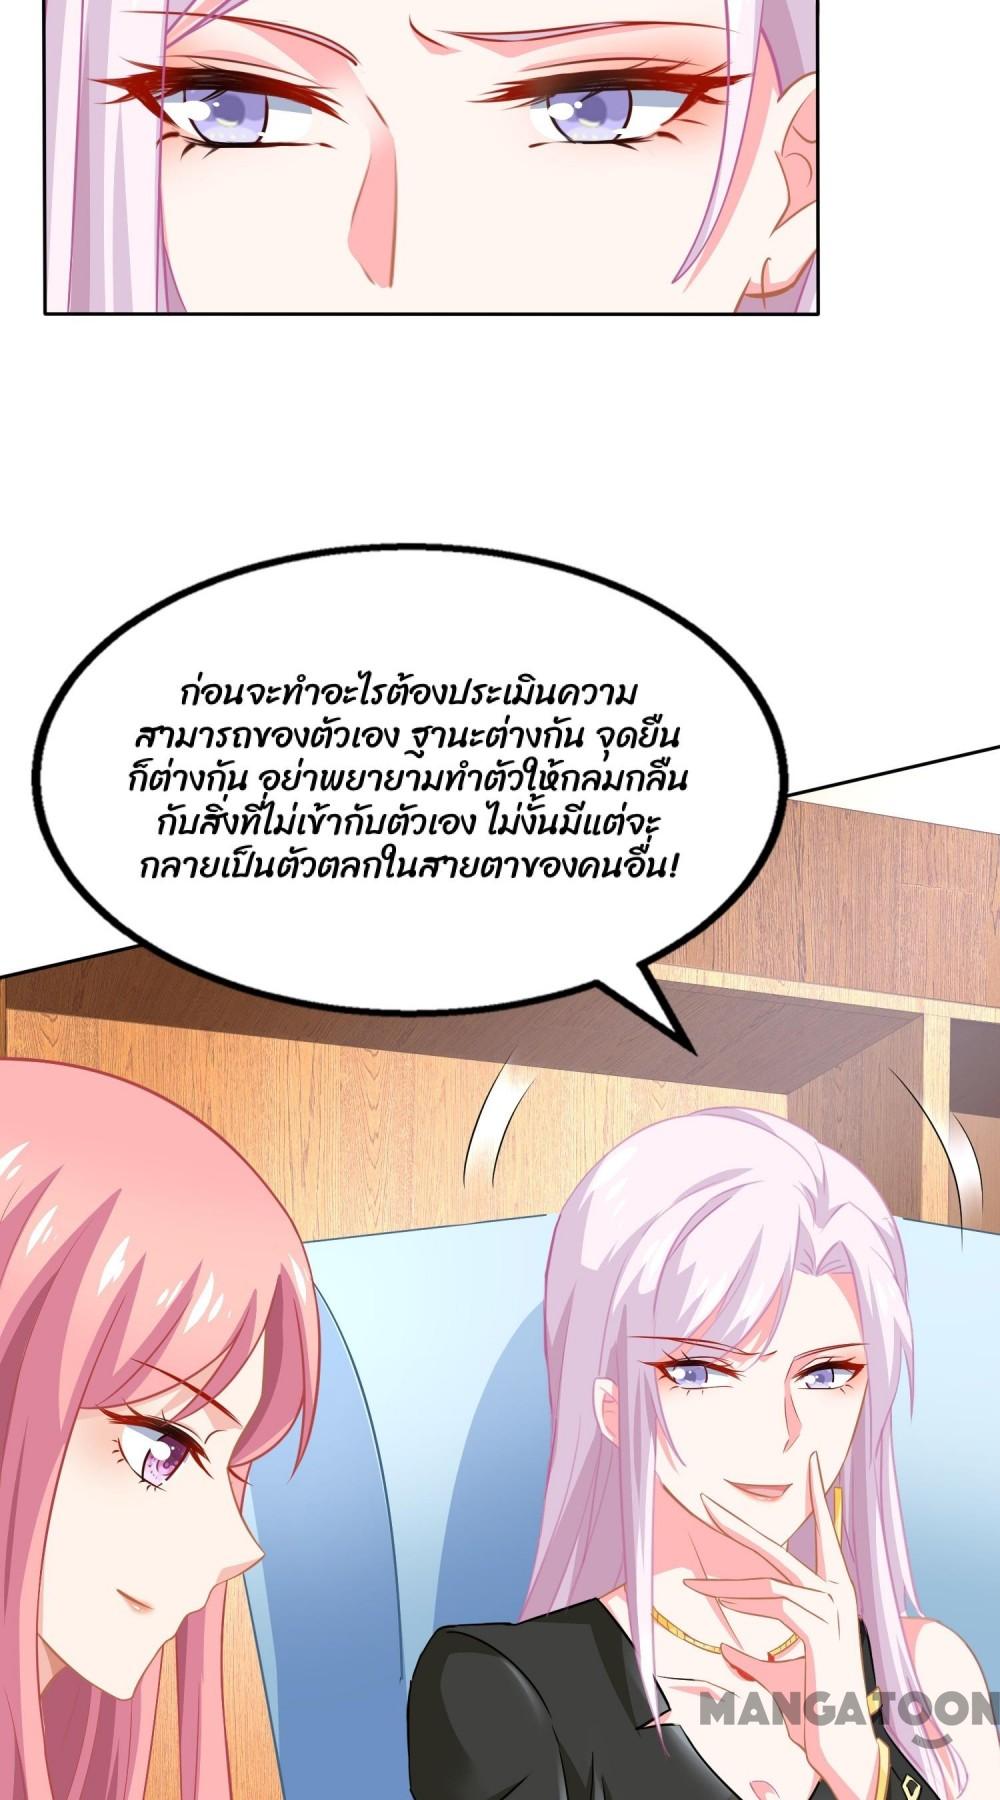 ก่อนจะทำอะไรต้องประเมินความ
สามารถของตัวเอง ฐานะต่างกัน จุดยืน
ก็ต่างกัน อย่าพยายามทำตัวให้กลมกลืน
กับสิ่งที่ไม่เข้ากับตัวเอง ไม่งั้นมีแต่จะ
กลายเป็นตัวตลกในสายตาของคนอื่น!
MANGATOON